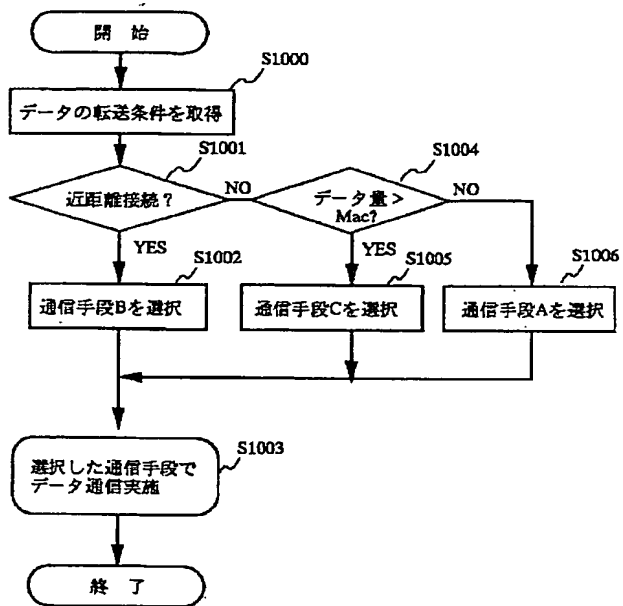 開 始
S1000
データの転送条件を取得
S1001
近距離接続？
NO
YES
S1004
データ量 >
Mac?
NO
YES
S1002
通信手段Bを選択
S1005
通信手段Cを選択
S1006
通信手段Aを選択
S1003
選択した通信手段で
データ通信実施
終 了